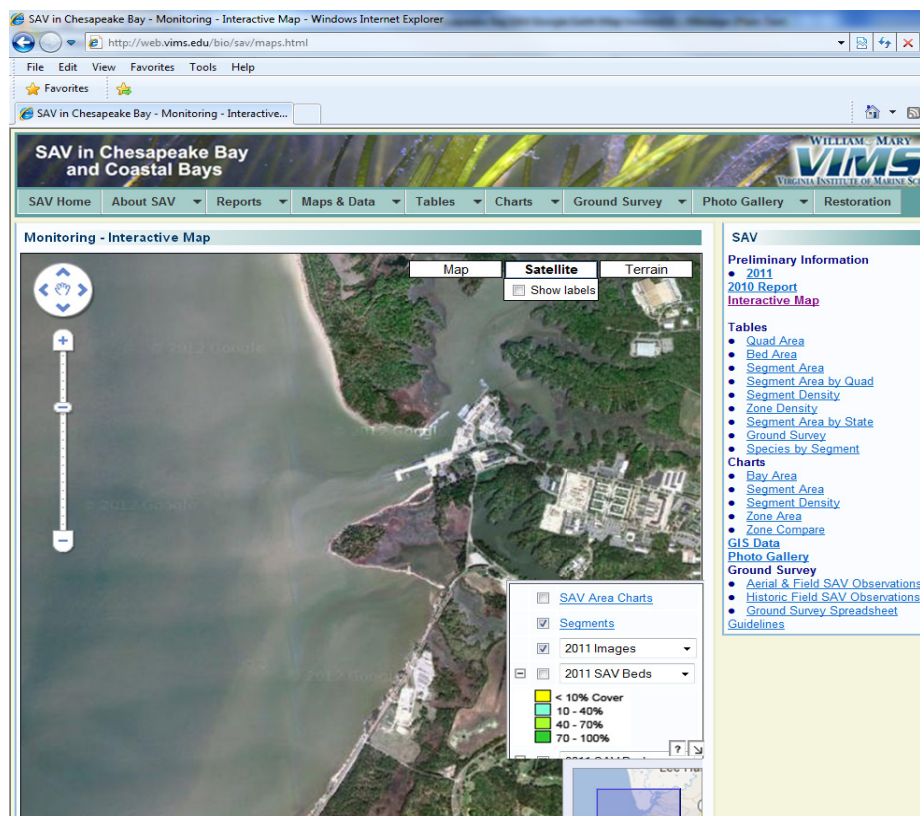 SAV in Chesapeake Bay - Monitoring - Interactive Map - Windows Internet Explorer
http://web.vims.edu/bio/sav/maps.html
File Edit View Favorites Tools Help
Favorites
SAV in Chesapeake Bay - Monitoring - Interactive...
SAV in Chesapeake Bay
and Coastal Bays
WILLIAM & MARY
VIMS
VIRGINIA INSTITUTE OF MARINE SC
SAV Home About SAV Reports Maps & Data Tables Charts Ground Survey Photo Gallery Restoration
Monitoring - Interactive Map
Map Satellite Terrain
Show labels
© 2012 Google
2012 Google
2012 Google
SAV Area Charts
Segments
2011 Images
2011 SAV Beds
< 10% Cover
10 - 40%
40 - 70%
70 - 100%
?
SAV
Preliminary Information
2011
2010 Report
Interactive Map
Tables
Quad Area
Bed Area
Segment Area
Segment Area by Quad
Segment Density
Zone Density
Segment Area by State
Ground Survey
Species by Segment
Charts
Bay Area
Segment Area
Segment Density
Zone Area
Zone Compare
GIS Data
Photo Gallery
Ground Survey
Aerial & Field SAV Observations
Historic Field SAV Observations
Ground Survey Spreadsheet
Guidelines